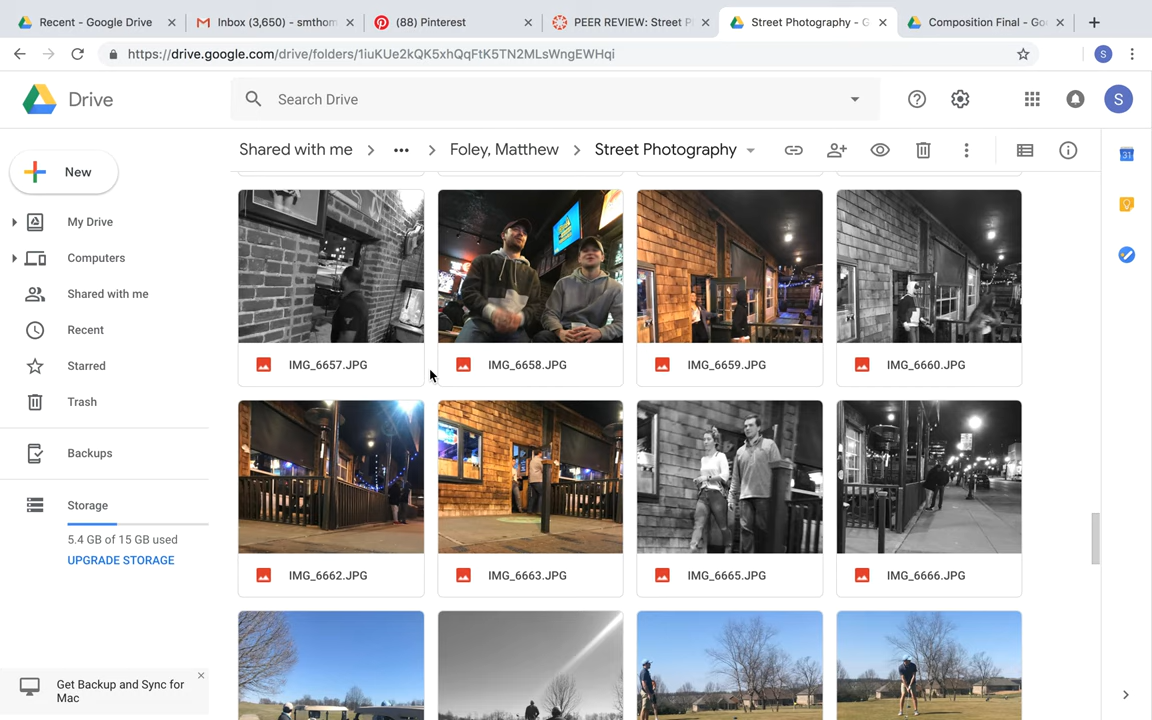 Recent - Google Drive
Inbox (3,650) - smthom
(88) Pinterest
PEER REVIEW: Street P
Street Photography - G
Composition Final - Go
https://drive.google.com/drive/folders/1iuKUe2kQK5xhQqFtK5TN2MLsWngEWHqi
S
Drive
Search Drive
S
New
Shared with me > ••• > Foley, Matthew > Street Photography
31
My Drive
Computers
Shared with me
Recent
Starred
Trash
Backups
Storage
5.4 GB of 15 GB used
UPGRADE STORAGE
Get Backup and Sync for
Mac
IMG_6657.JPG
IMG_6658.JPG
IMG_6659.JPG
IMG_6660.JPG
IMG_6662.JPG
IMG_6663.JPG
IMG_6665.JPG
IMG_6666.JPG